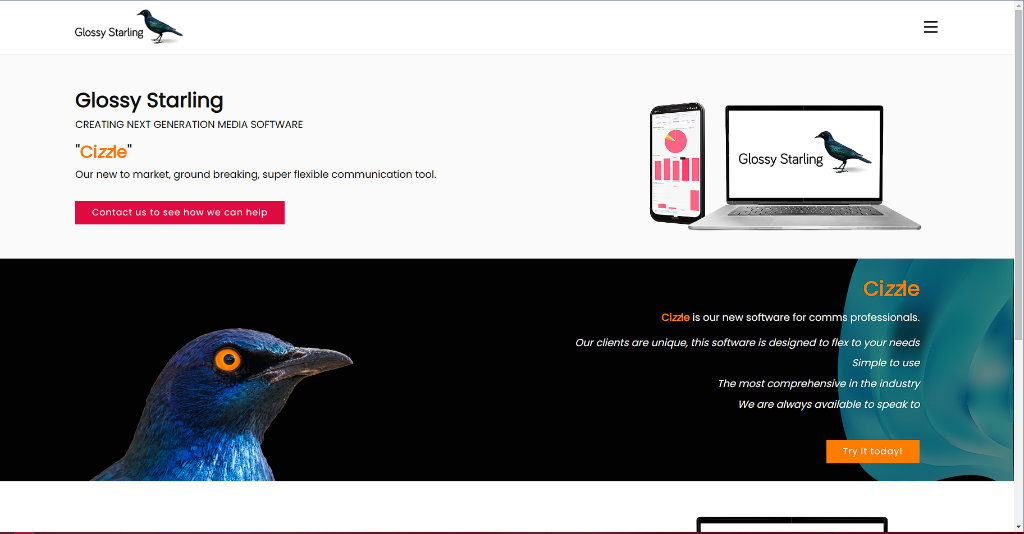 Glossy Starling
Glossy Starling
CREATING NEXT GENERATION MEDIA SOFTWARE
"Cizzle"
Our new to market, ground breaking, super flexible communication tool.
Contact us to see how we can help
Glossy Starling
Cizzle
Cizzle is our new software for comms professionals.
Our clients are unique, this software is designed to flex to your needs
Simple to use
The most comprehensive in the industry
We are always available to speak to
Try it today!